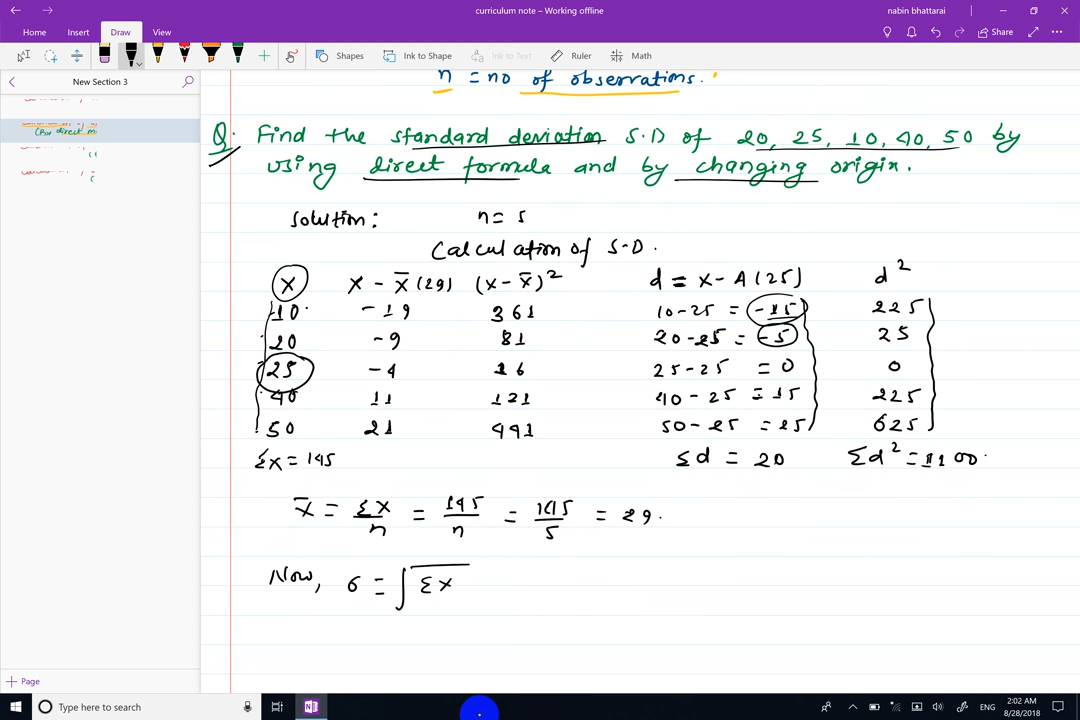 curriculum note – Working offline
nabin bhattarai
Home Insert Draw View
Share
Shapes Ink to Shape Ink to Text Ruler Math
New Section 3
n = no of observations.
Q. Find the standard deviation S.D of 20, 25, 10, 40, 50 by
using direct formula and by changing origin.
Solution: n = 5
Calculation of S.D.
X X - X̄ (29) (X - X̄)² d = X - A (25) d²
10 -19 361 10-25 = -15 225
20 -9 81 20-25 = -5 25
25 -4 16 25-25 = 0 0
40 11 121 40-25 = 15 225
50 21 441 50-25 = 25 625
Σx = 145 Σd = 20 Σd² = 1100.
X̄ = ΣX/n = 145/n = 145/5 = 29.
Now, σ = √Σx
Page
Type here to search
ENG
2:02 AM
8/28/2018